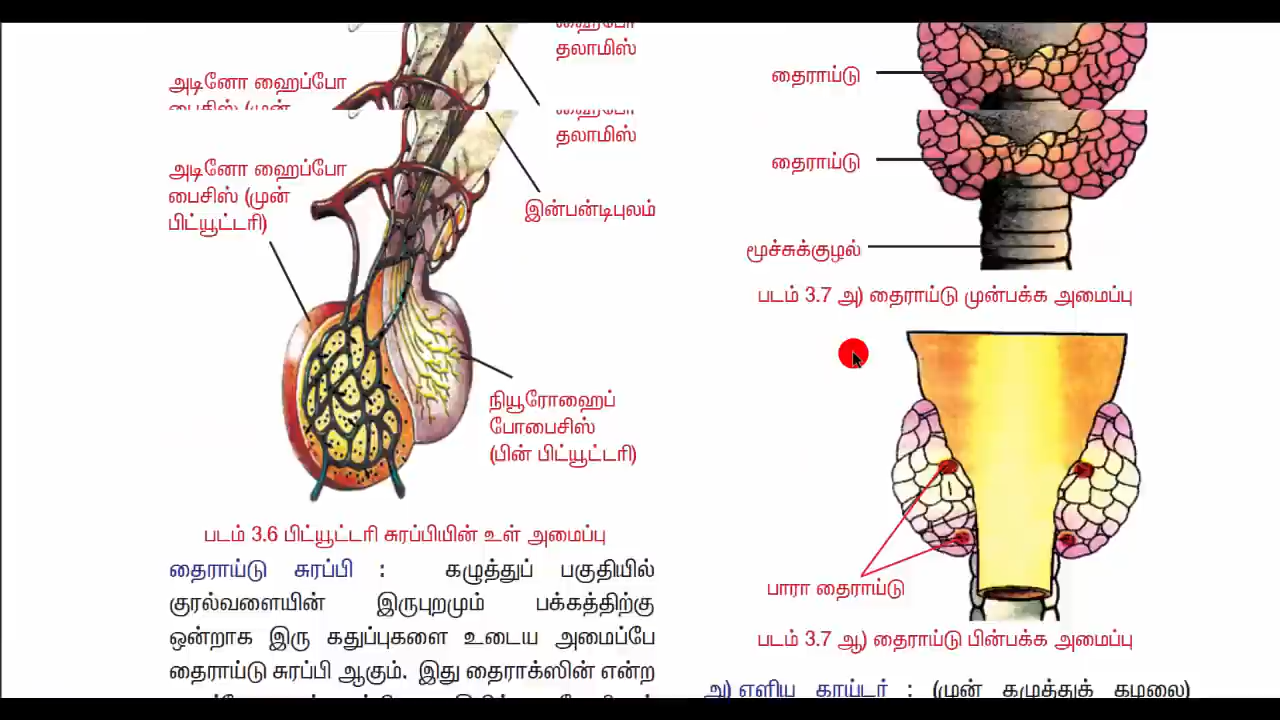 தலாமிஸ்
அடினோ ஹைப்போ
பைசிஸ் (முன்
தலாமிஸ்
அடினோ ஹைப்போ
பைசிஸ் (முன்
பிட்யூட்டரி)
இன்பன்டிபுலம்
நியூரோஹைப்
போபைசிஸ்
(பின் பிட்யூட்டரி)
படம் 3.6 பிட்யூட்டரி சுரப்பியின் உள் அமைப்பு
தைராய்டு சுரப்பி : கழுத்துப் பகுதியில்
குரல்வளையின் இருபுறமும் பக்கத்திற்கு
ஒன்றாக இரு கதுப்புகளை உடைய அமைப்பே
தைராய்டு சுரப்பி ஆகும். இது தைராக்ஸின் என்ற
தைராய்டு
தைராய்டு
மூச்சுக்குழல்
படம் 3.7 அ) தைராய்டு முன்பக்க அமைப்பு
பாரா தைராய்டு
படம் 3.7 ஆ) தைராய்டு பின்பக்க அமைப்பு
அ) எளிய காய்டர் : (முன் கழுத்துக் கழலை)